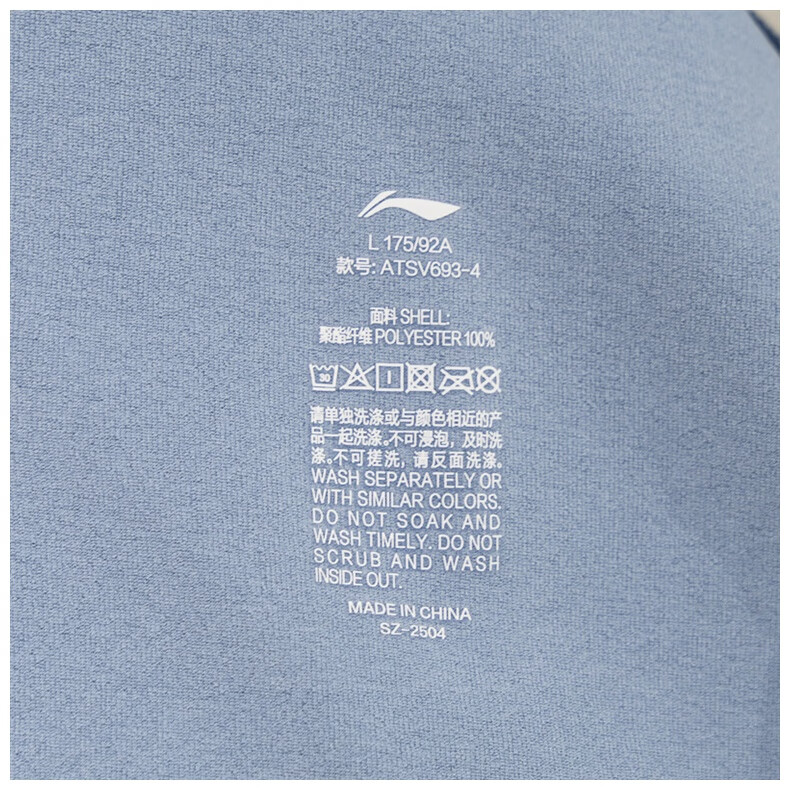 L 175/92A
款号: ATSV693-4
面料 SHELL:
聚酯纤维 POLYESTER 100%
30
请单独洗涤或与颜色相近的产
品一起洗涤。不可浸泡，及时洗
涤。不可搓洗，请反面洗涤。
WASH SEPARATELY OR
WITH SIMILAR COLORS.
DO NOT SOAK AND
WASH TIMELY. DO NOT
SCRUB AND WASH
INSIDE OUT.
MADE IN CHINA
SZ-2504